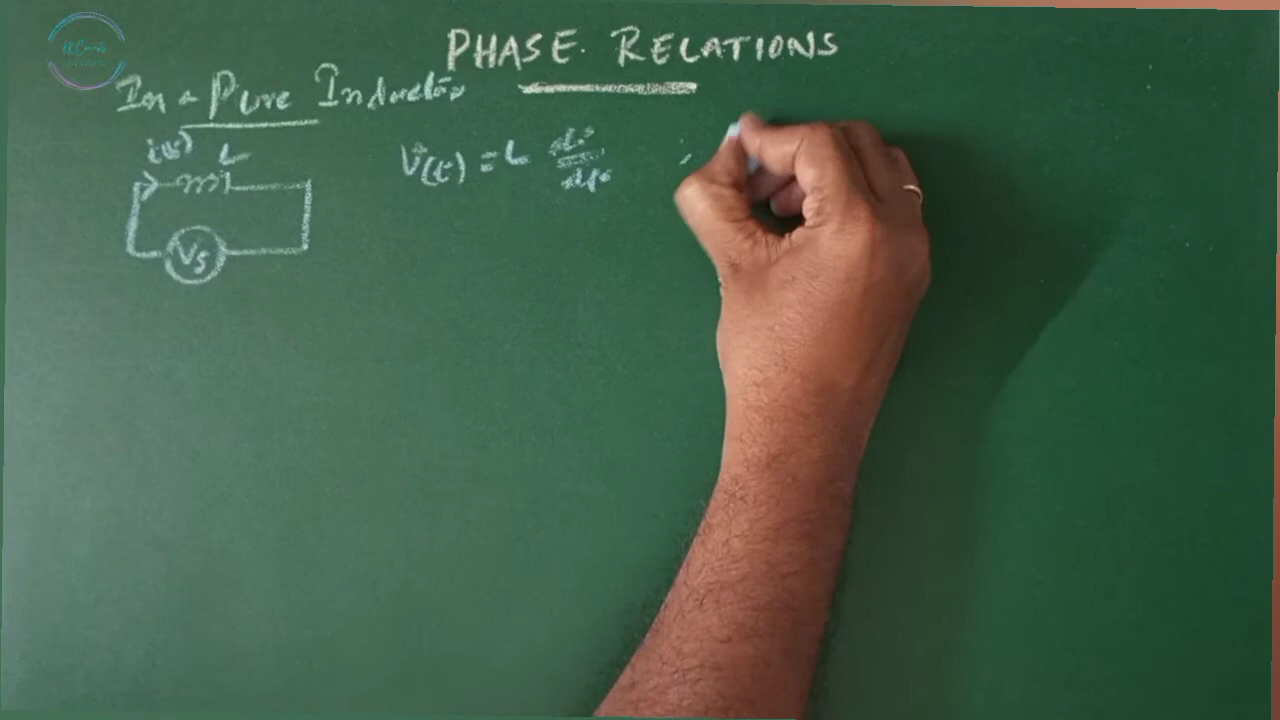 PHASE RELATIONS
In a Pure Inductor
i(t) L
V(t) = L di/dt
i
Vs